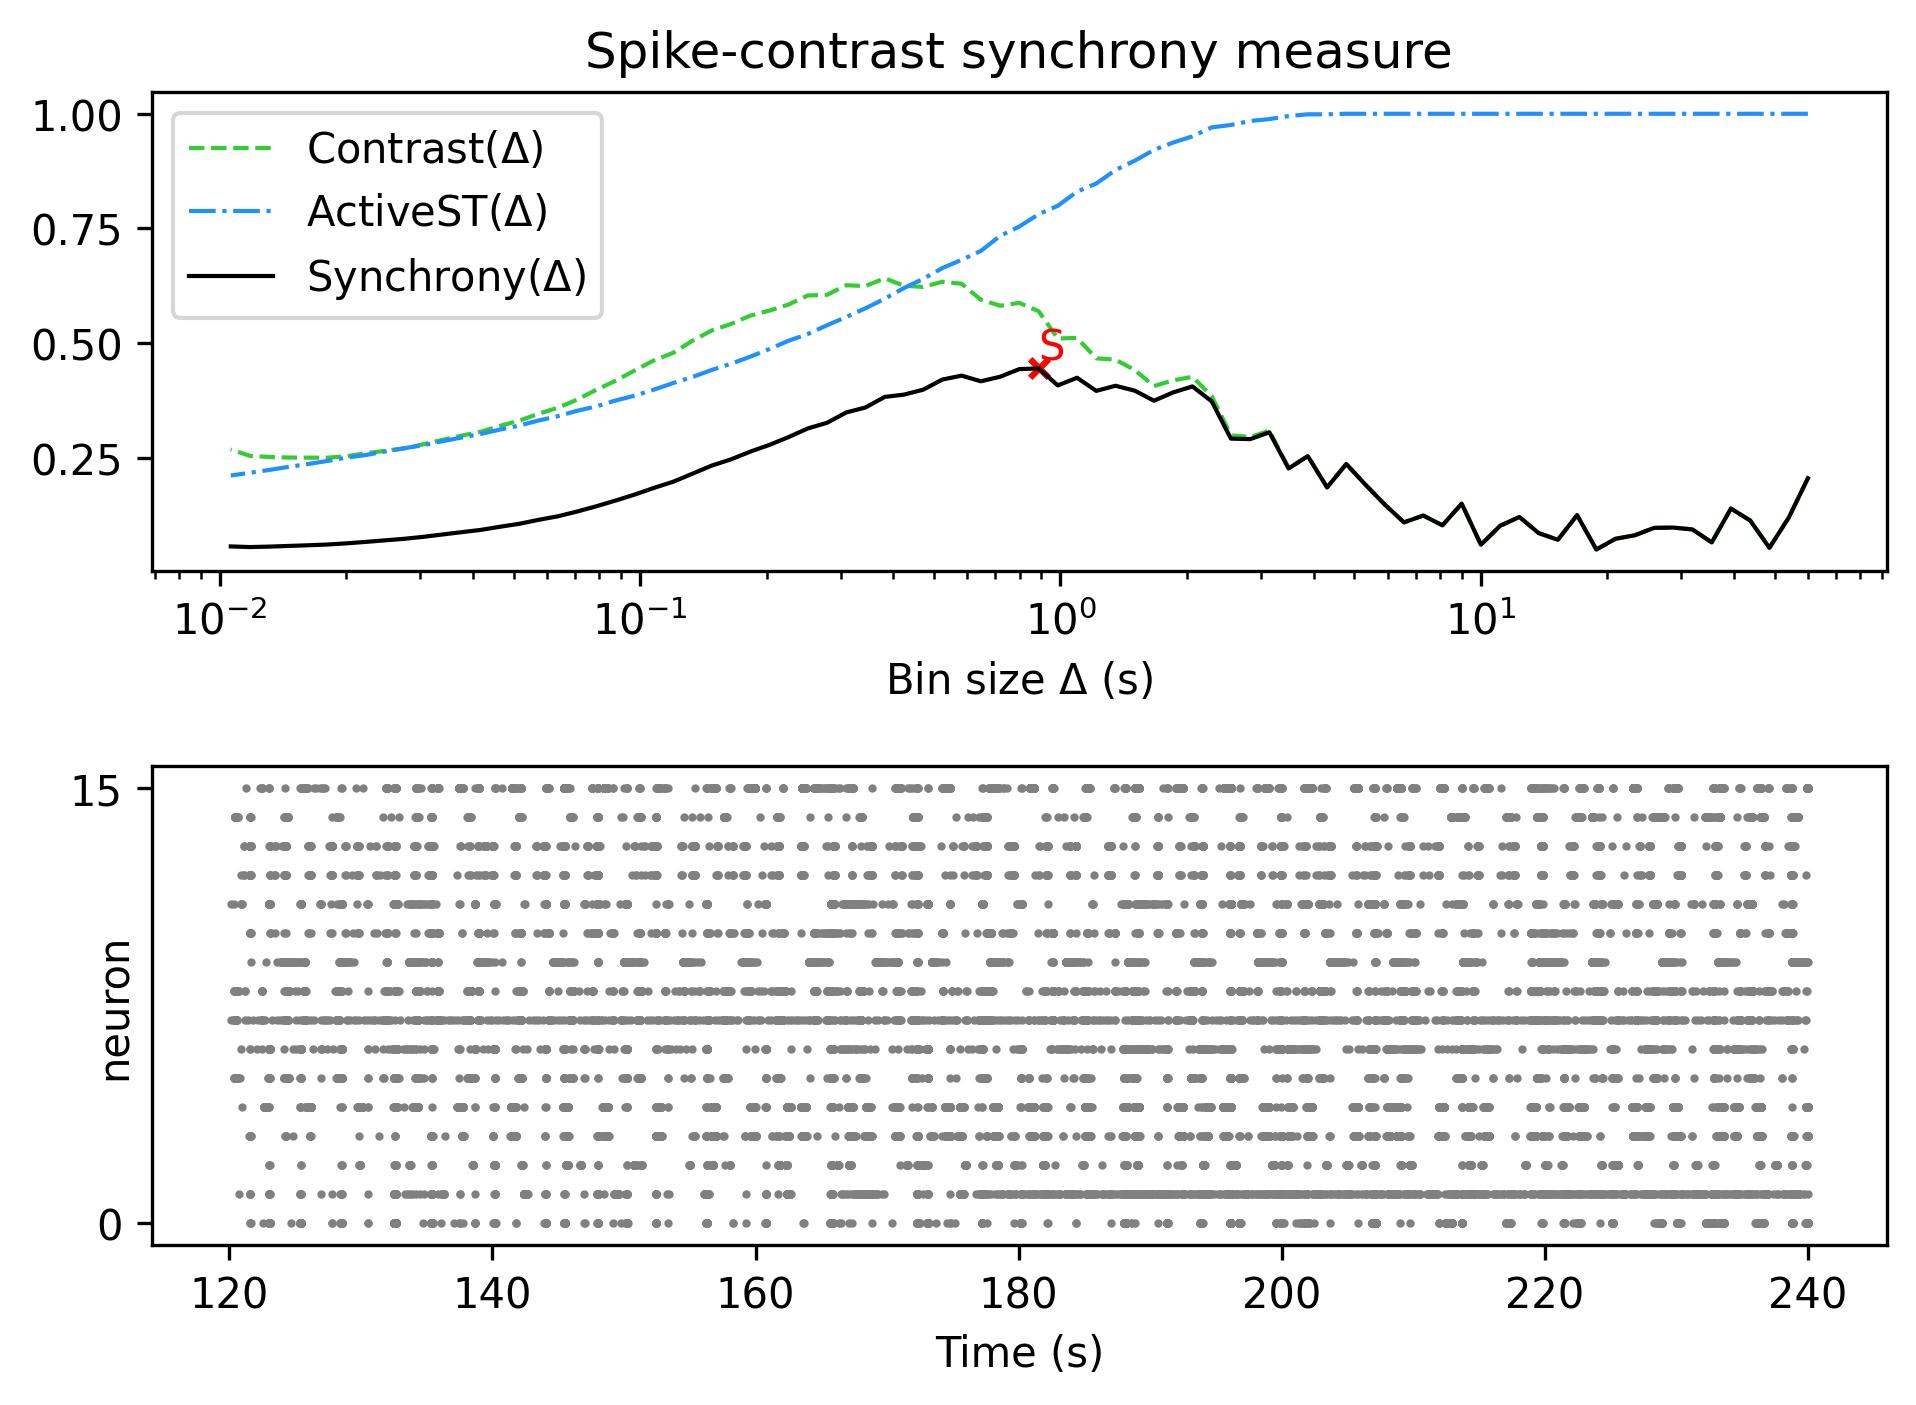 Spike-contrast synchrony measure
1.00
0.75
0.50
0.25
Contrast(Δ)
ActiveST(Δ)
Synchrony(Δ)
S
10⁻² 10⁻¹ 10⁰ 10¹
Bin size Δ (s)
15
0
neuron
120 140 160 180 200 220 240
Time (s)